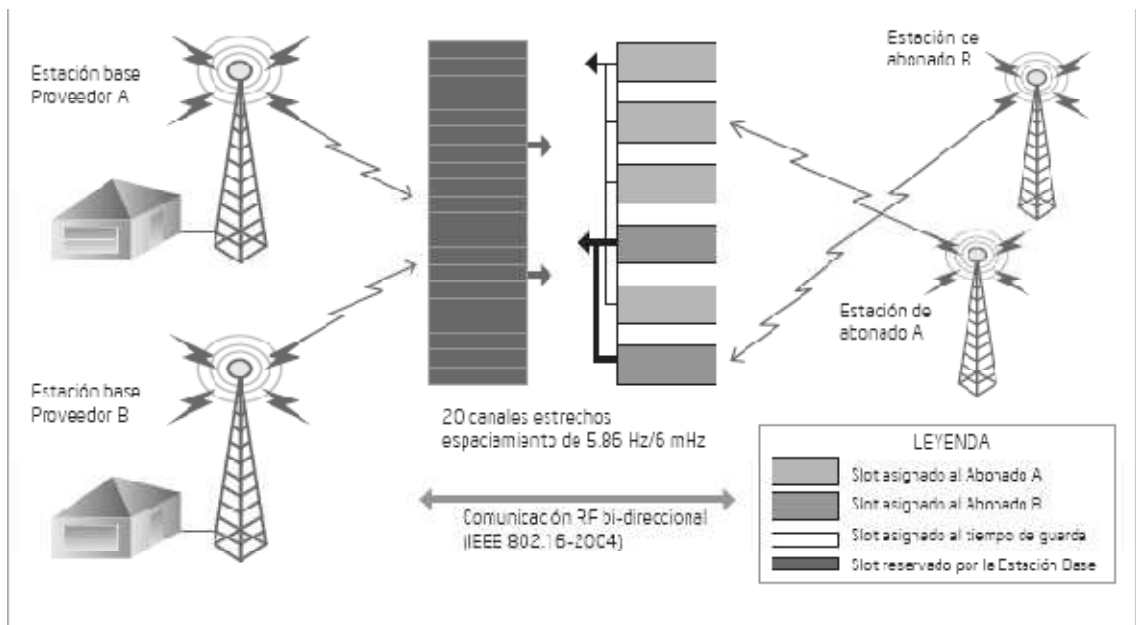 Estación base
Proveedor A
Estación base
Proveedor B
20 canales estrechos
espaciamiento de 5.86 Hz/6 mHz
Comunicación RF bi-direccional
(IEEE 802.16-2004)
Estación de
abonado B
Estación de
abonado A
LEYENDA
Slot asignado al Abonado A
Slot asignado al Abonado B
Slot asignado al tiempo de guarda
Slot reservado por la Estación Base